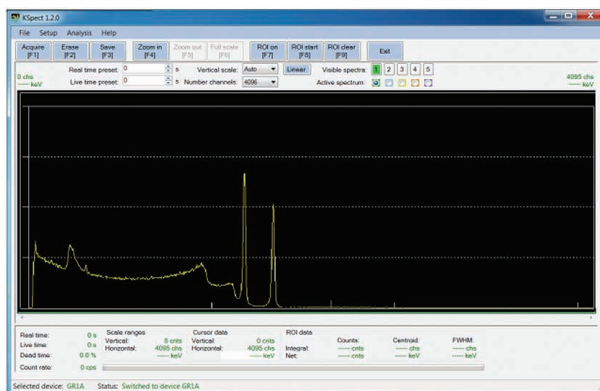 KSpect 1.2.0
File Setup Analysis Help
Acquire [F1] Erase [F2] Save [F3] Zoom in [F4] Zoom out [F5] Full scale [F6] ROI on [F7] ROI start [F8] ROI clear [F9] Exit
0 chs
---- keV
Real time preset: 0 s Vertical scale: Auto Linear Visible spectra: 1 2 3 4 5
Live time preset: 0 s Number channels: 4096 Active spectrum:
4095 chs
---- keV
Real time: 0 s
Live time: 0 s
Dead time: 0.0 %
Count rate: 0 cps
Scale ranges
Vertical: 8 cnts
Horizontal: 4095 chs
---- keV
Cursor data
Vertical: 0 cnts
Horizontal: 4095 chs
---- keV
ROI data
Counts: Centroid: FWHM:
Integral: ---- cnts ---- chs ---- chs
Net: ---- cnts ---- keV ---- keV
Selected device: GR1A Status: Switched to device GR1A